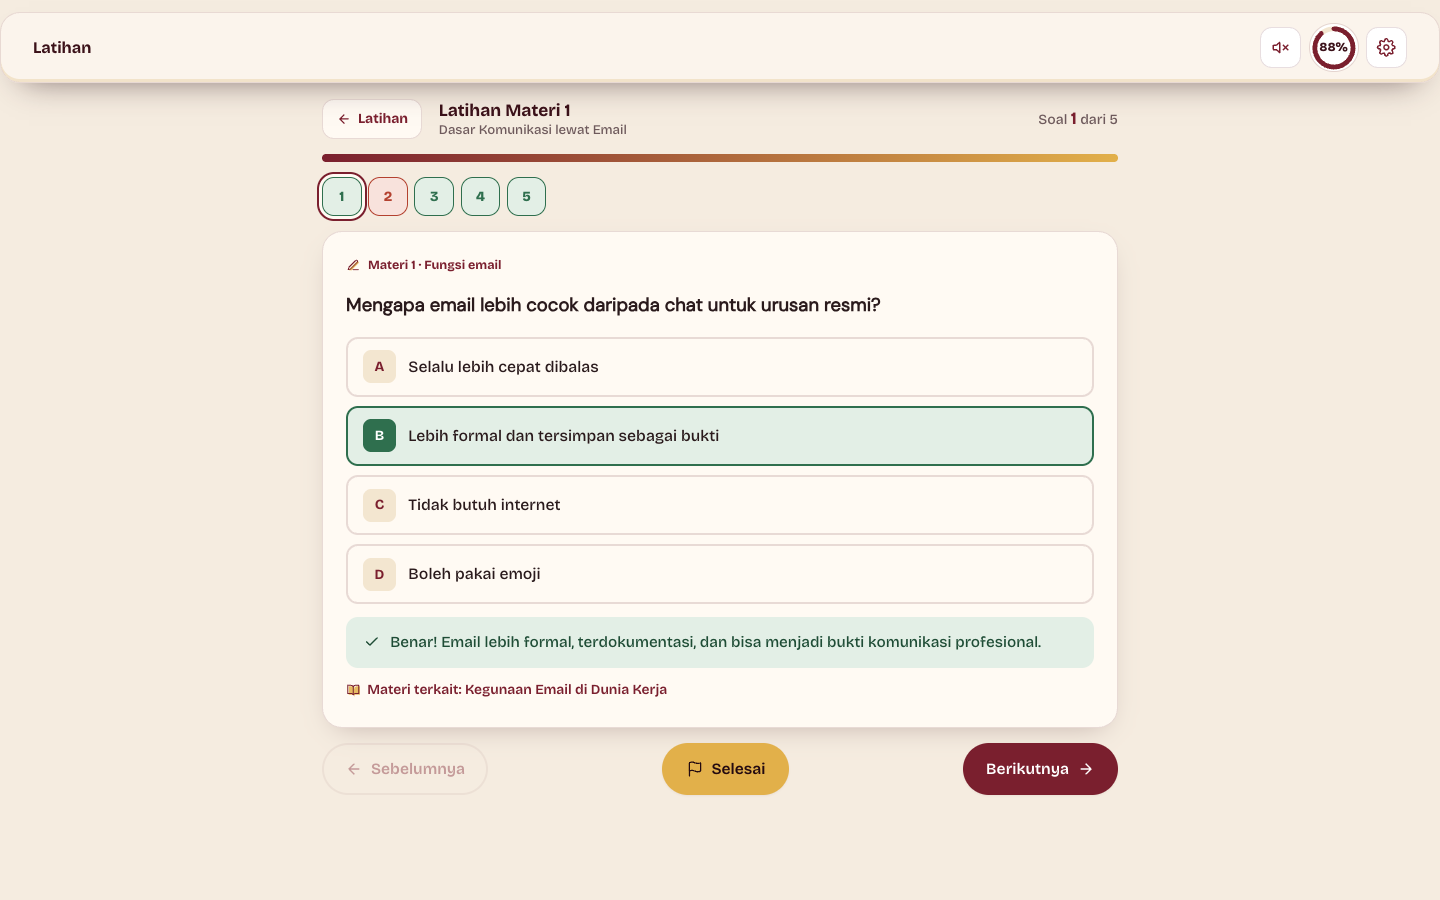 Latihan
88%
Latihan
Latihan Materi 1
Dasar Komunikasi lewat Email
Soal 1 dari 5
1
2
3
4
5
Materi 1 · Fungsi email
Mengapa email lebih cocok daripada chat untuk urusan resmi?
A
Selalu lebih cepat dibalas
B
Lebih formal dan tersimpan sebagai bukti
C
Tidak butuh internet
D
Boleh pakai emoji
Benar! Email lebih formal, terdokumentasi, dan bisa menjadi bukti komunikasi profesional.
Materi terkait: Kegunaan Email di Dunia Kerja
Sebelumnya
Selesai
Berikutnya